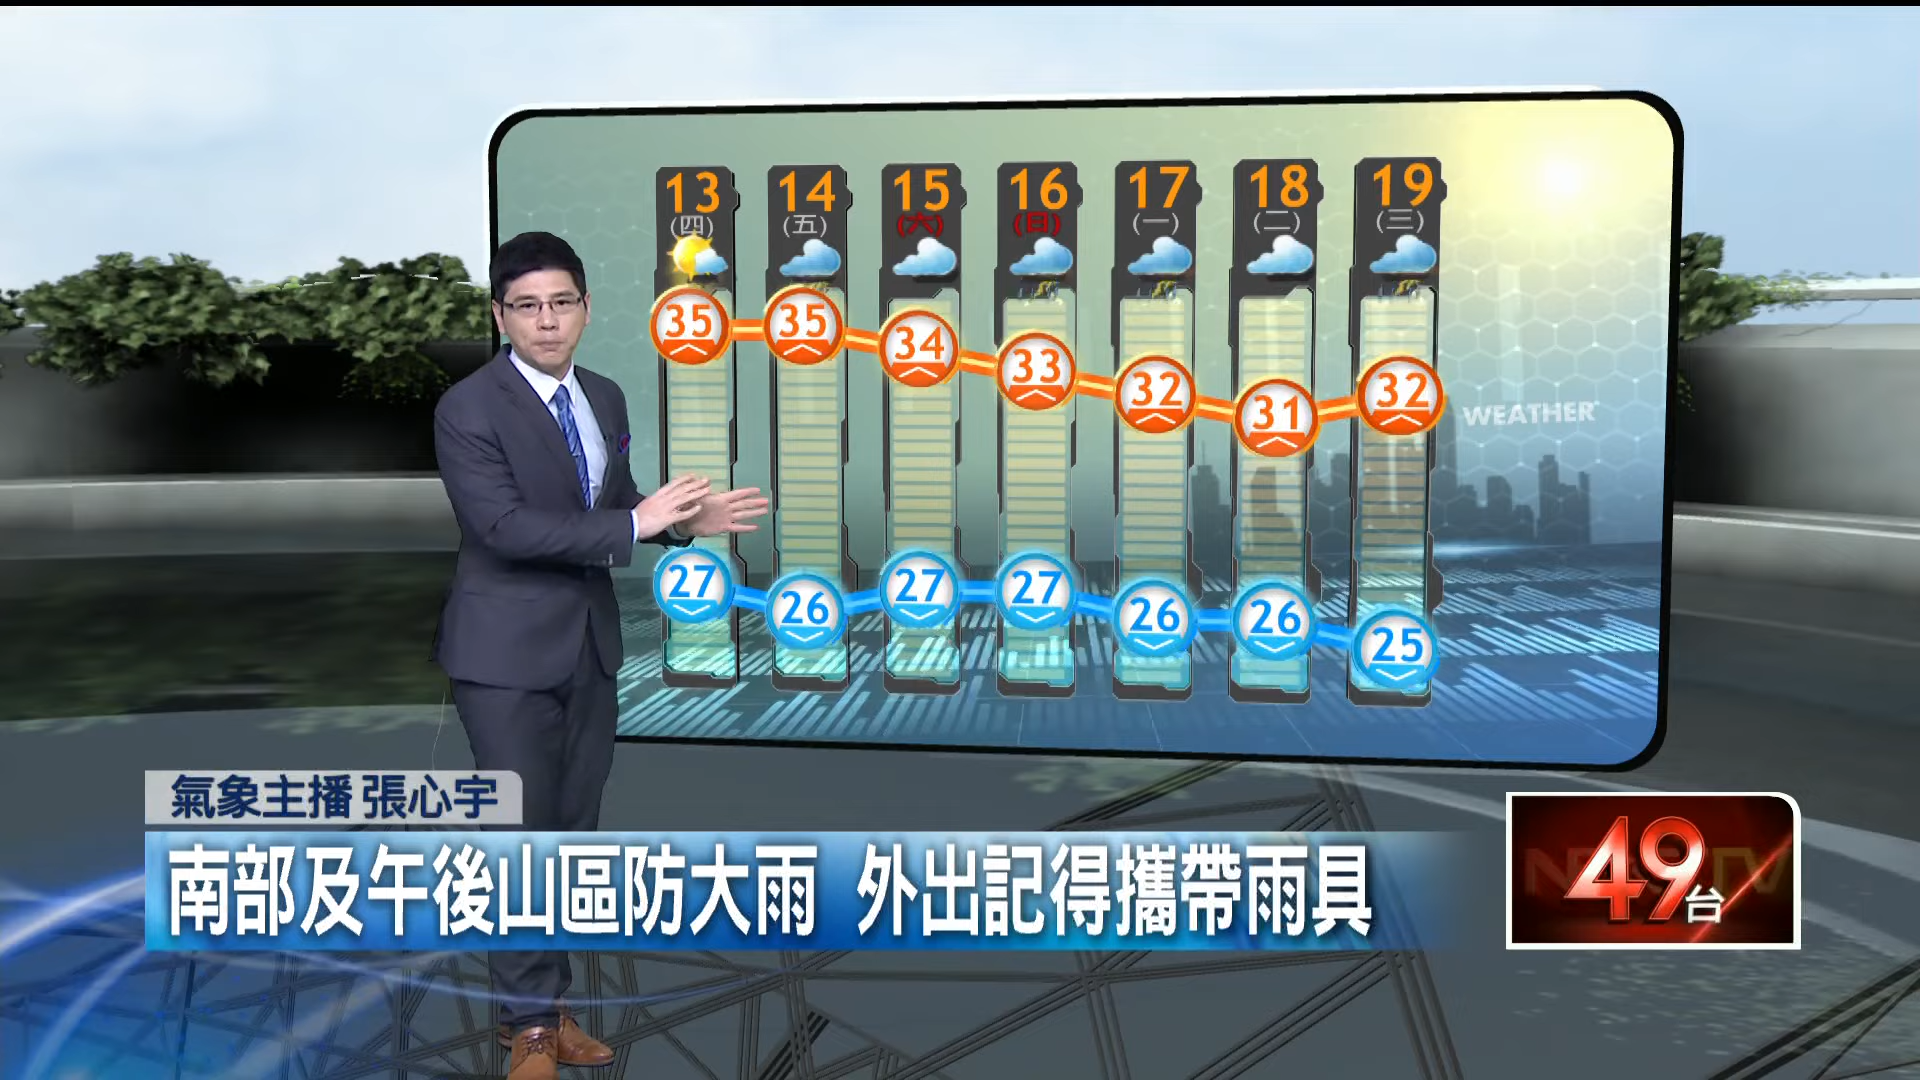 13 14 15 16 17 18 19
(四) (五) (六) (日) (一) (二) (三)
35 35 34 33 32 31 32
WEATHER
27 26 27 27 26 26 25
氣象主播 張心宇
南部及午後山區防大雨 外出記得攜帶雨具
49台